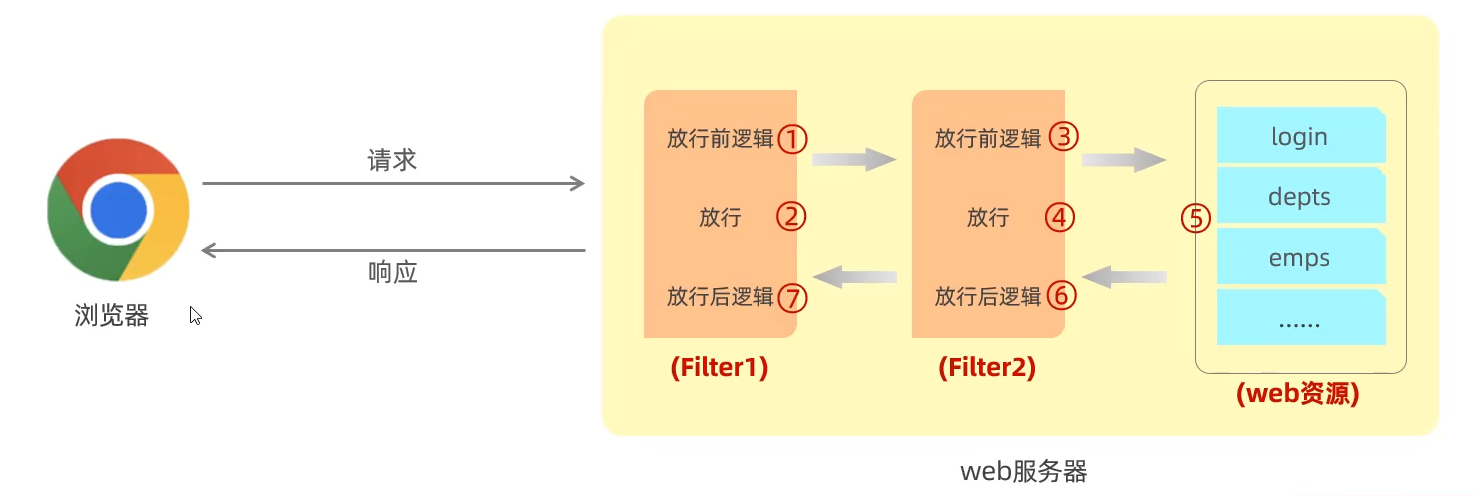 请求
响应
浏览器
放行前逻辑 ①
放行 ②
放行后逻辑 ⑦
(Filter1)
放行前逻辑 ③
放行 ④
放行后逻辑 ⑥
(Filter2)
⑤
login
depts
emps
......
(web资源)
web服务器